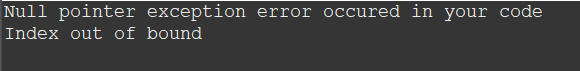 Null pointer exception error occured in your code
Index out of bound